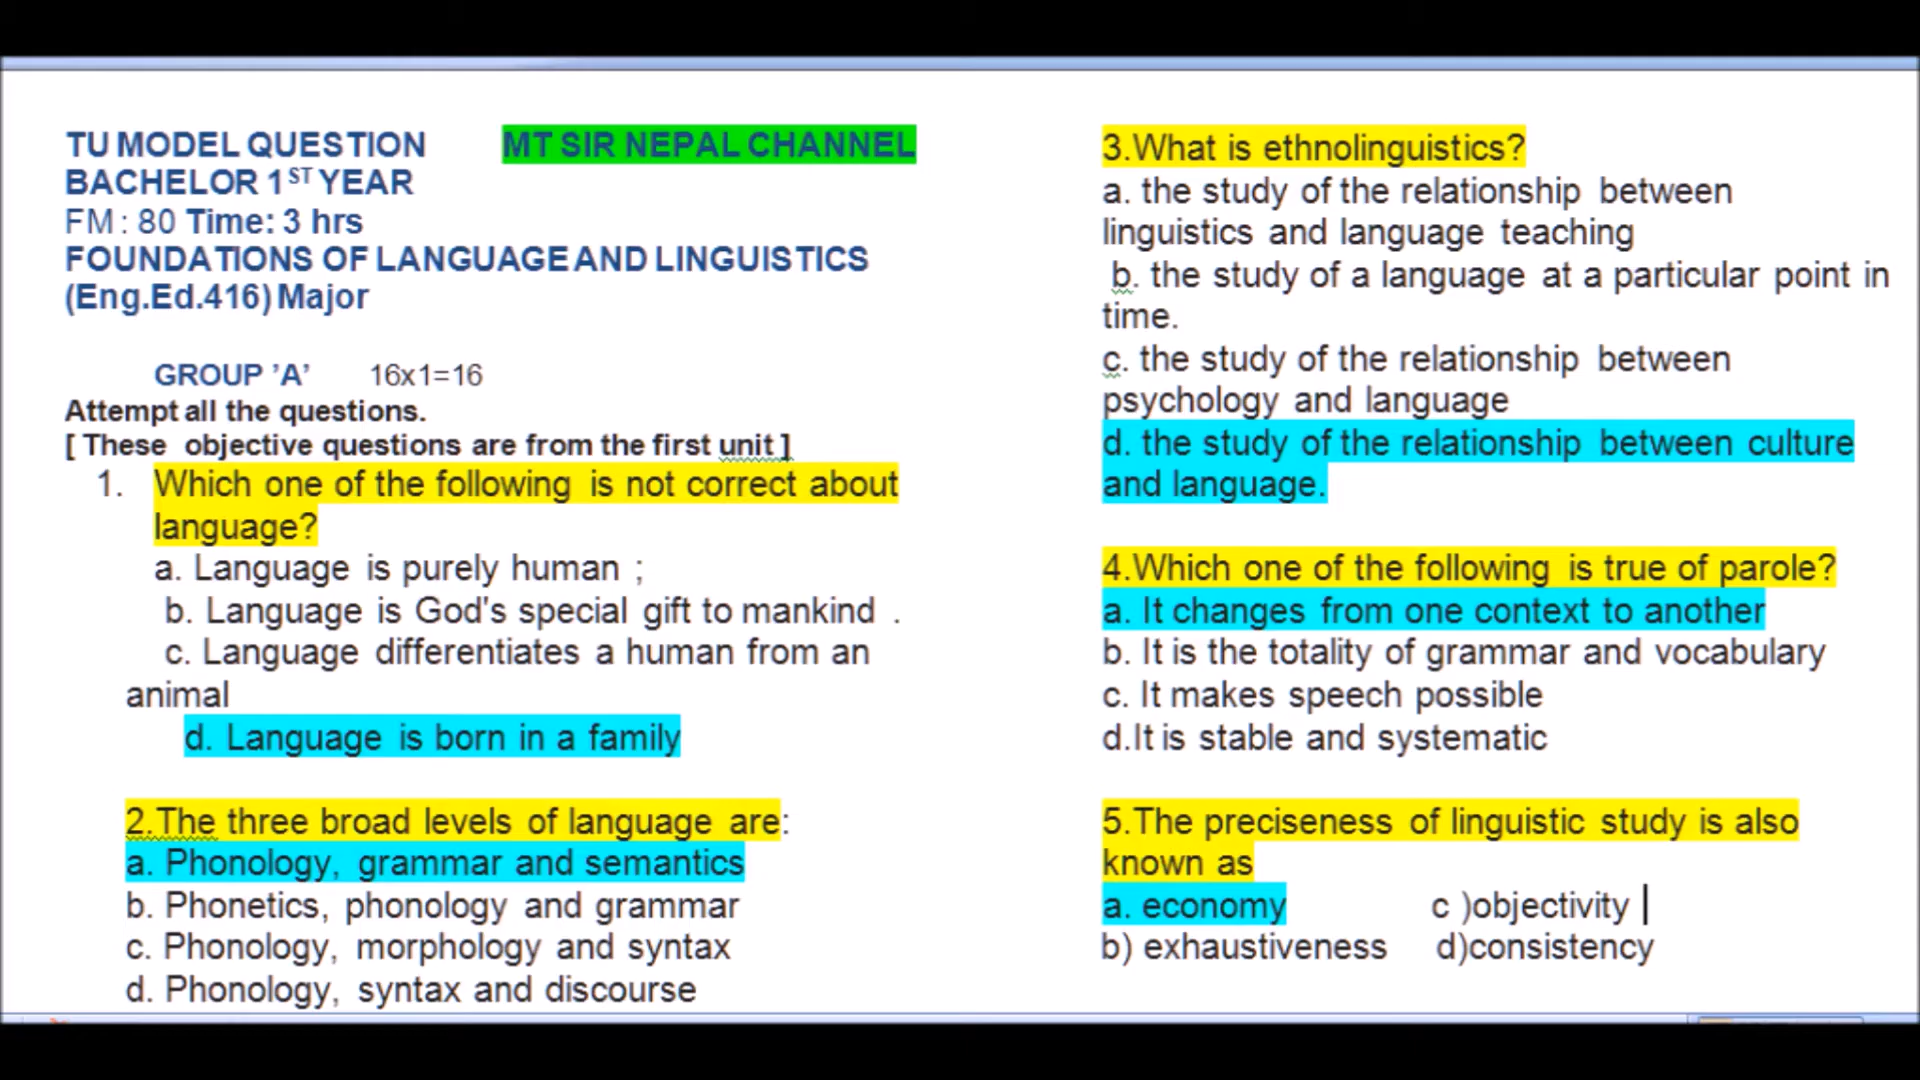 TU MODEL QUESTION MT SIR NEPAL CHANNEL
BACHELOR 1ST YEAR
FM : 80 Time: 3 hrs
FOUNDATIONS OF LANGUAGE AND LINGUISTICS
(Eng.Ed.416) Major
GROUP ’A’ 16x1=16
Attempt all the questions.
[ These objective questions are from the first unit ]
1. Which one of the following is not correct about
language?
a. Language is purely human ;
b. Language is God's special gift to mankind .
c. Language differentiates a human from an
animal
d. Language is born in a family
2.The three broad levels of language are:
a. Phonology, grammar and semantics
b. Phonetics, phonology and grammar
c. Phonology, morphology and syntax
d. Phonology, syntax and discourse
3.What is ethnolinguistics?
a. the study of the relationship between
linguistics and language teaching
b. the study of a language at a particular point in
time.
c. the study of the relationship between
psychology and language
d. the study of the relationship between culture
and language.
4.Which one of the following is true of parole?
a. It changes from one context to another
b. It is the totality of grammar and vocabulary
c. It makes speech possible
d.It is stable and systematic
5.The preciseness of linguistic study is also
known as
a. economy c )objectivity
b) exhaustiveness d)consistency